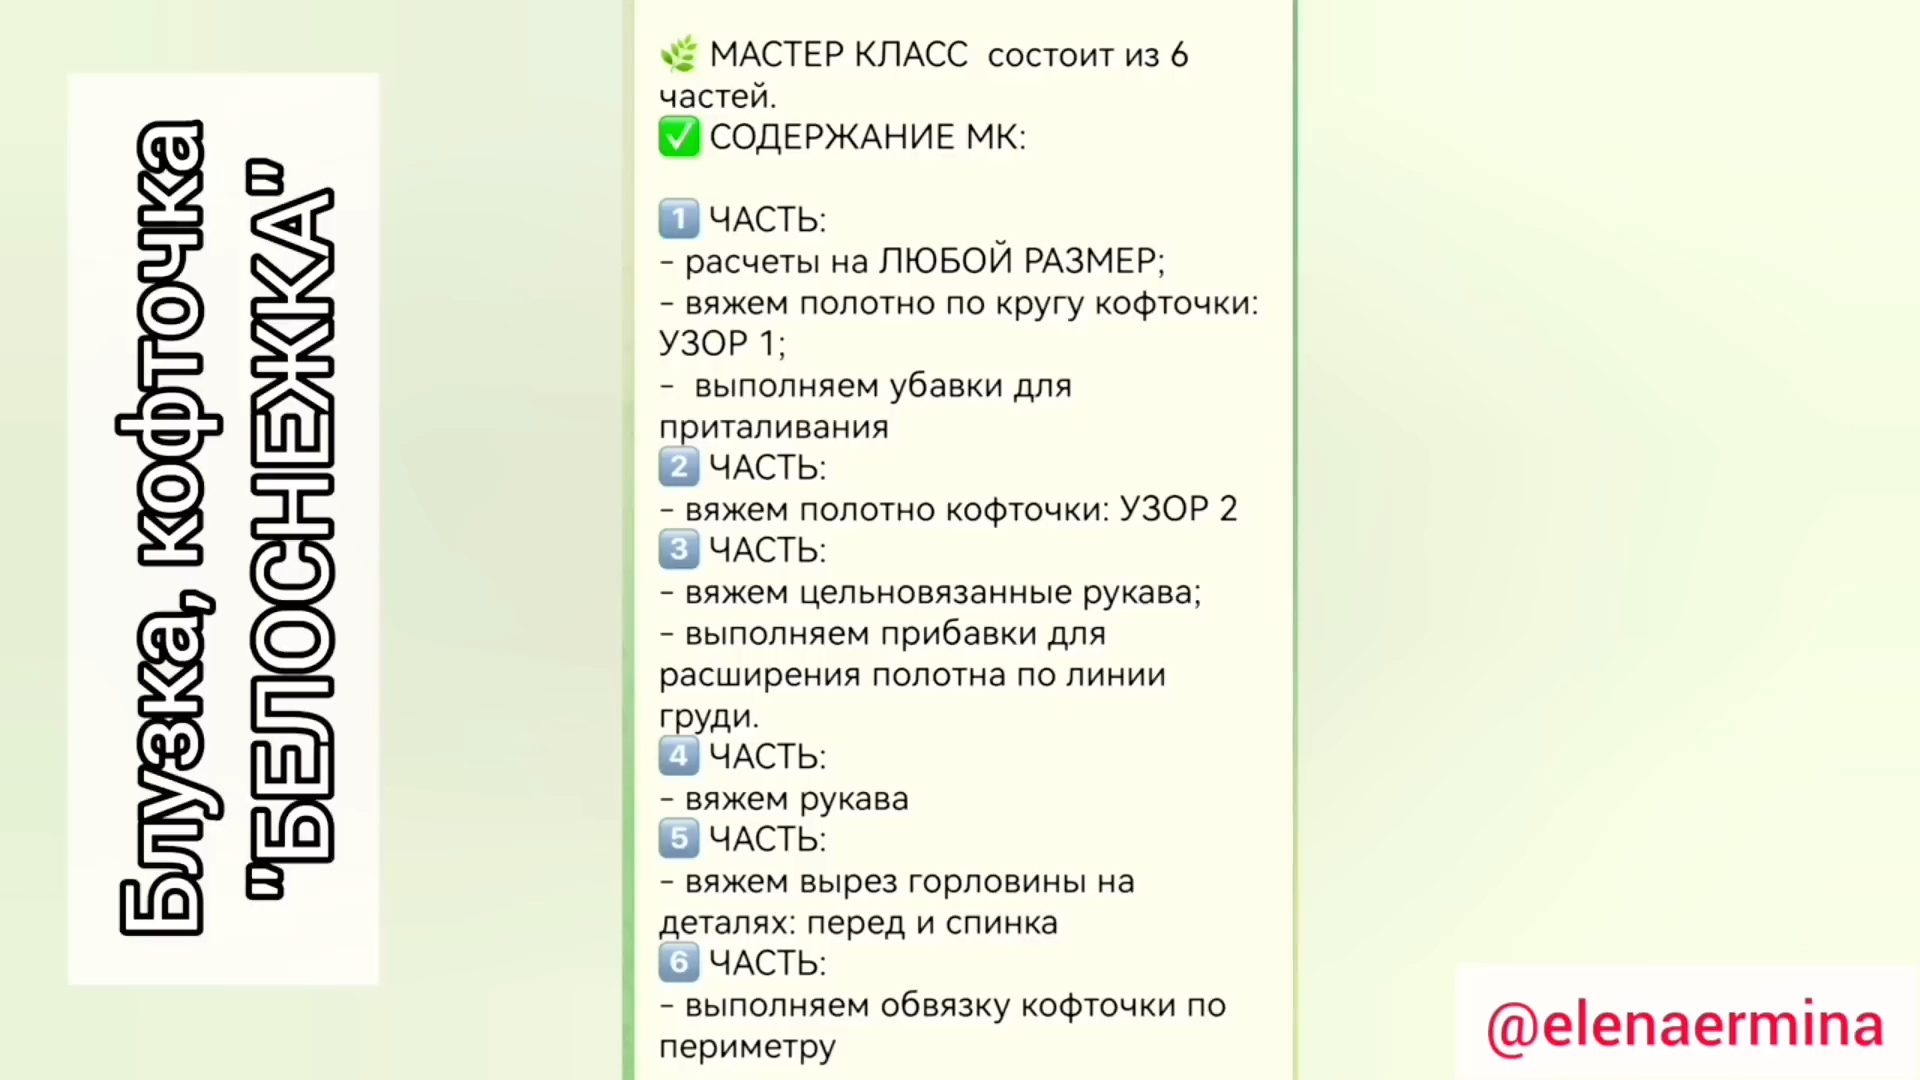 Блузка, кофточка
"БЕЛОСНЕЖКА"
🌿 МАСТЕР КЛАСС  состоит из 6
частей.
✅ СОДЕРЖАНИЕ МК:
1️⃣ ЧАСТЬ:
- расчеты на ЛЮБОЙ РАЗМЕР;
- вяжем полотно по кругу кофточки:
УЗОР 1;
-  выполняем убавки для
приталивания
2️⃣ ЧАСТЬ:
- вяжем полотно кофточки: УЗОР 2
3️⃣ ЧАСТЬ:
- вяжем цельновязанные рукава;
- выполняем прибавки для
расширения полотна по линии
груди.
4️⃣ ЧАСТЬ:
- вяжем рукава
5️⃣ ЧАСТЬ:
- вяжем вырез горловины на
деталях: перед и спинка
6️⃣ ЧАСТЬ:
- выполняем обвязку кофточки по
периметру
@elenaermina